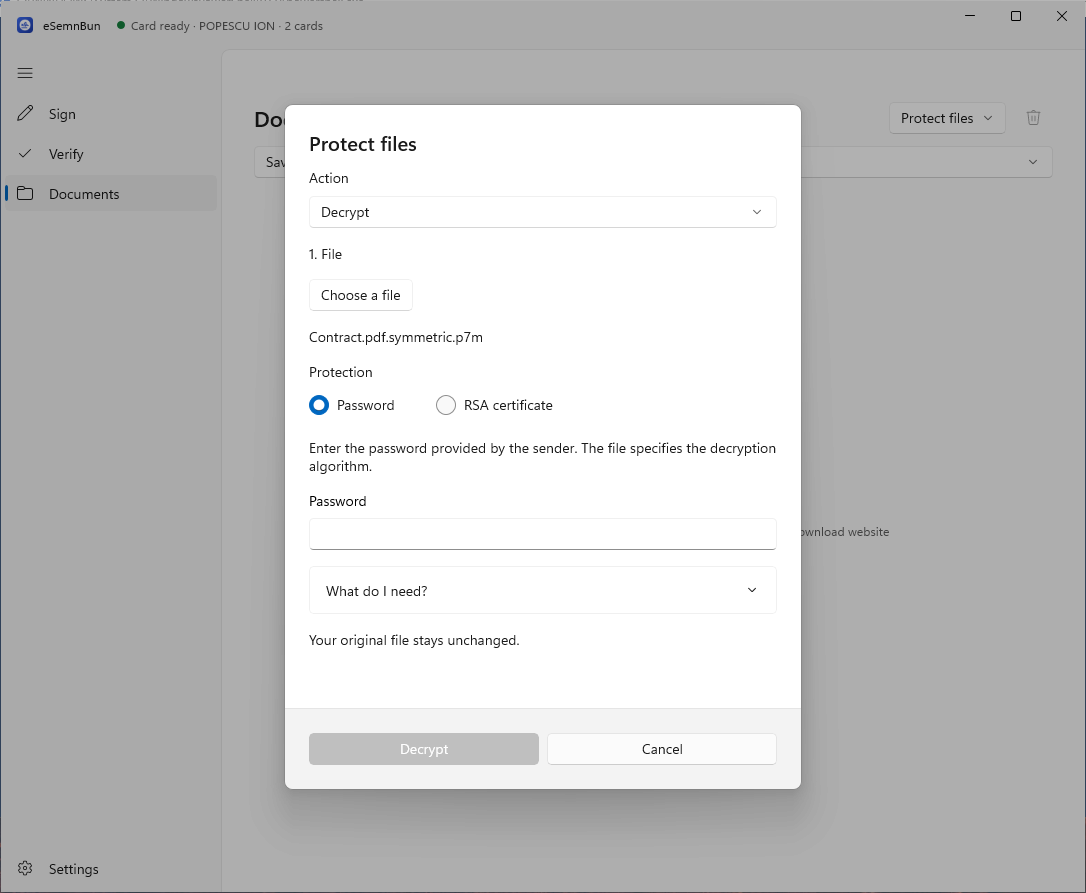 eSemnBun
Card ready · POPESCU ION · 2 cards
Sign
Verify
Documents
Protect files
Protect files
Action
Decrypt
1. File
Choose a file
Contract.pdf.symmetric.p7m
Protection
Password
RSA certificate
Enter the password provided by the sender. The file specifies the decryption
algorithm.
Password
website
What do I need?
Your original file stays unchanged.
Decrypt
Cancel
Settings